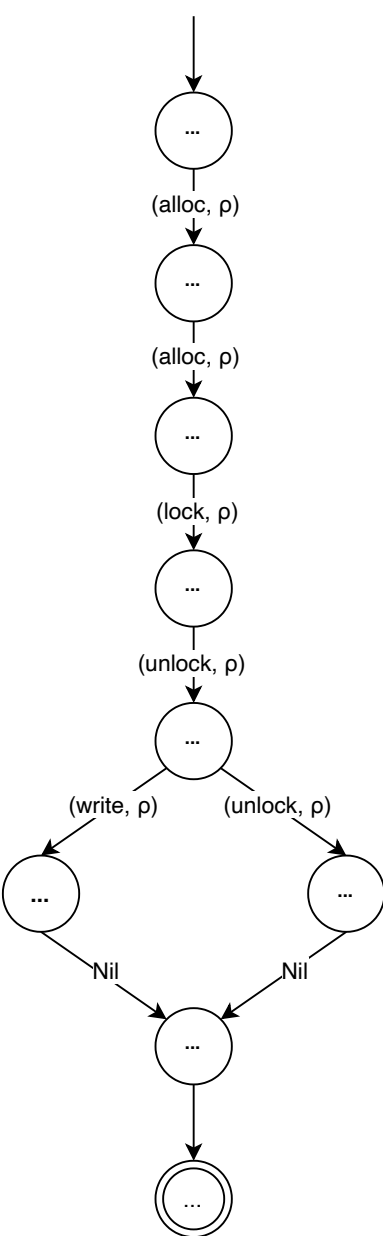 ...
(alloc, ρ)
...
(alloc, ρ)
...
(lock, ρ)
...
(unlock, ρ)
...
(write, ρ) (unlock, ρ)
... ...
Nil Nil
...
...